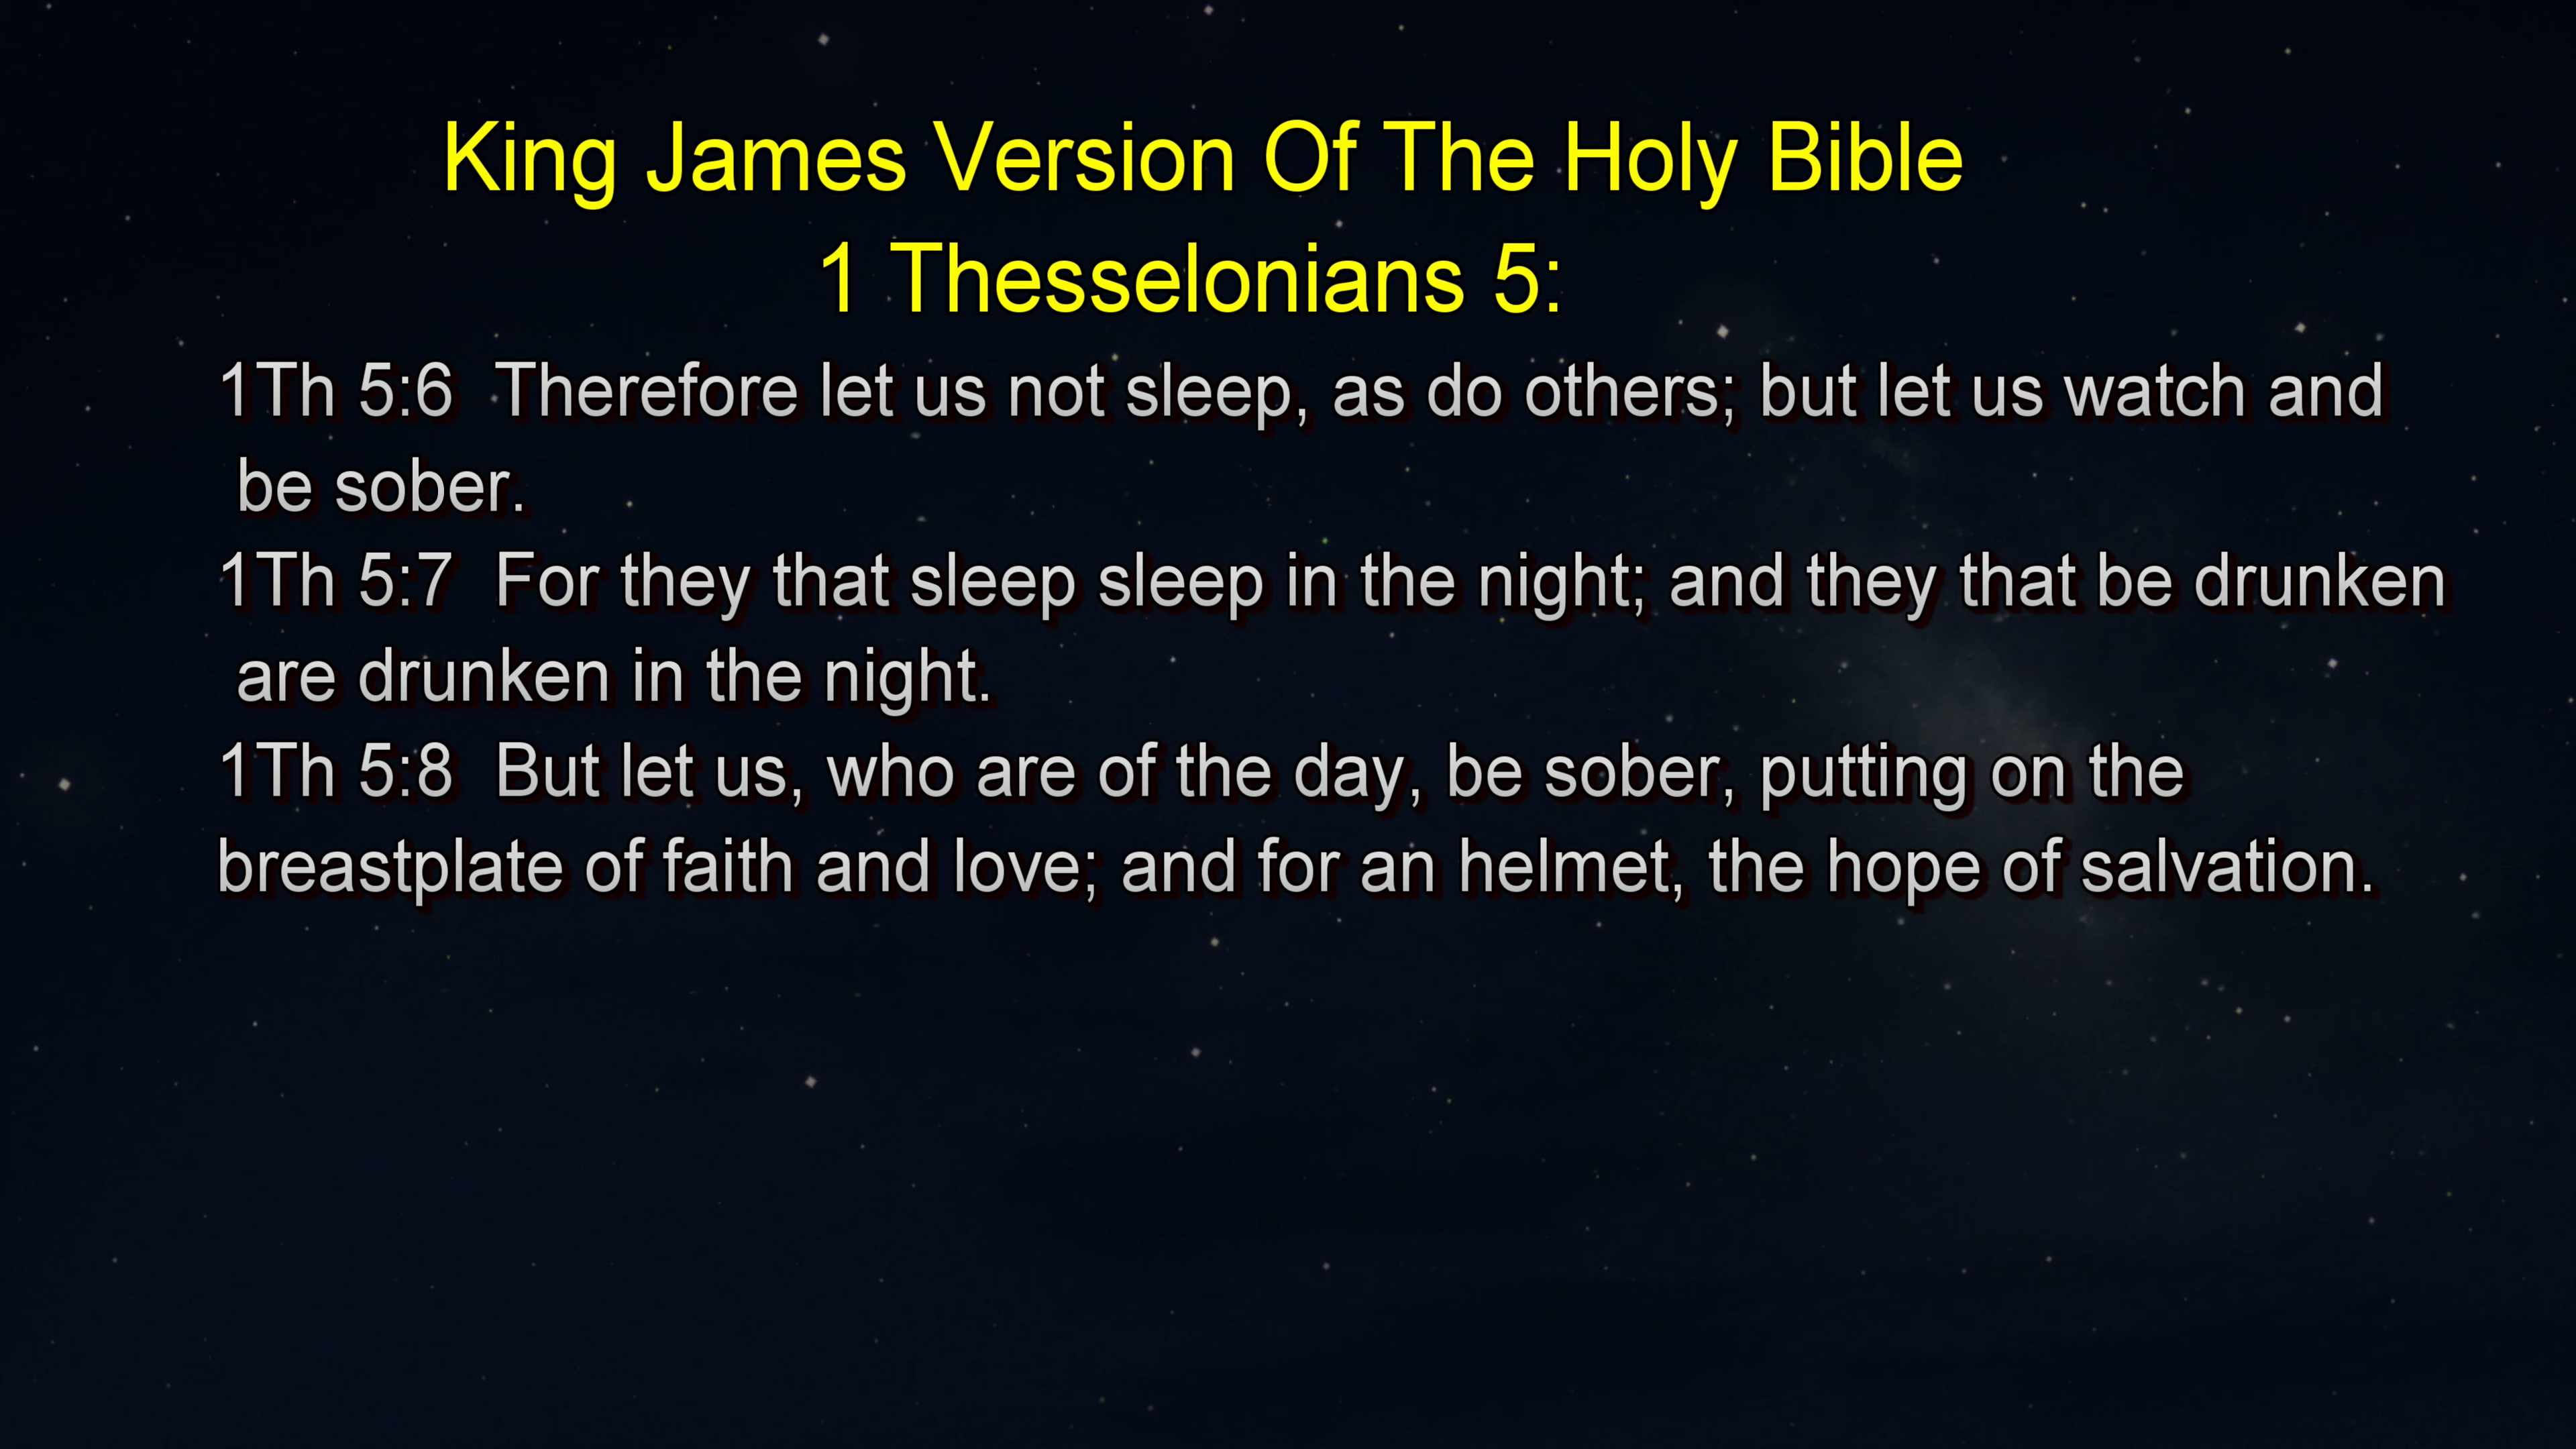 King James Version Of The Holy Bible
1 Thesselonians 5:
1Th 5:6  Therefore let us not sleep, as do others; but let us watch and
be sober.
1Th 5:7  For they that sleep sleep in the night; and they that be drunken
are drunken in the night.
1Th 5:8  But let us, who are of the day, be sober, putting on the
breastplate of faith and love; and for an helmet, the hope of salvation.